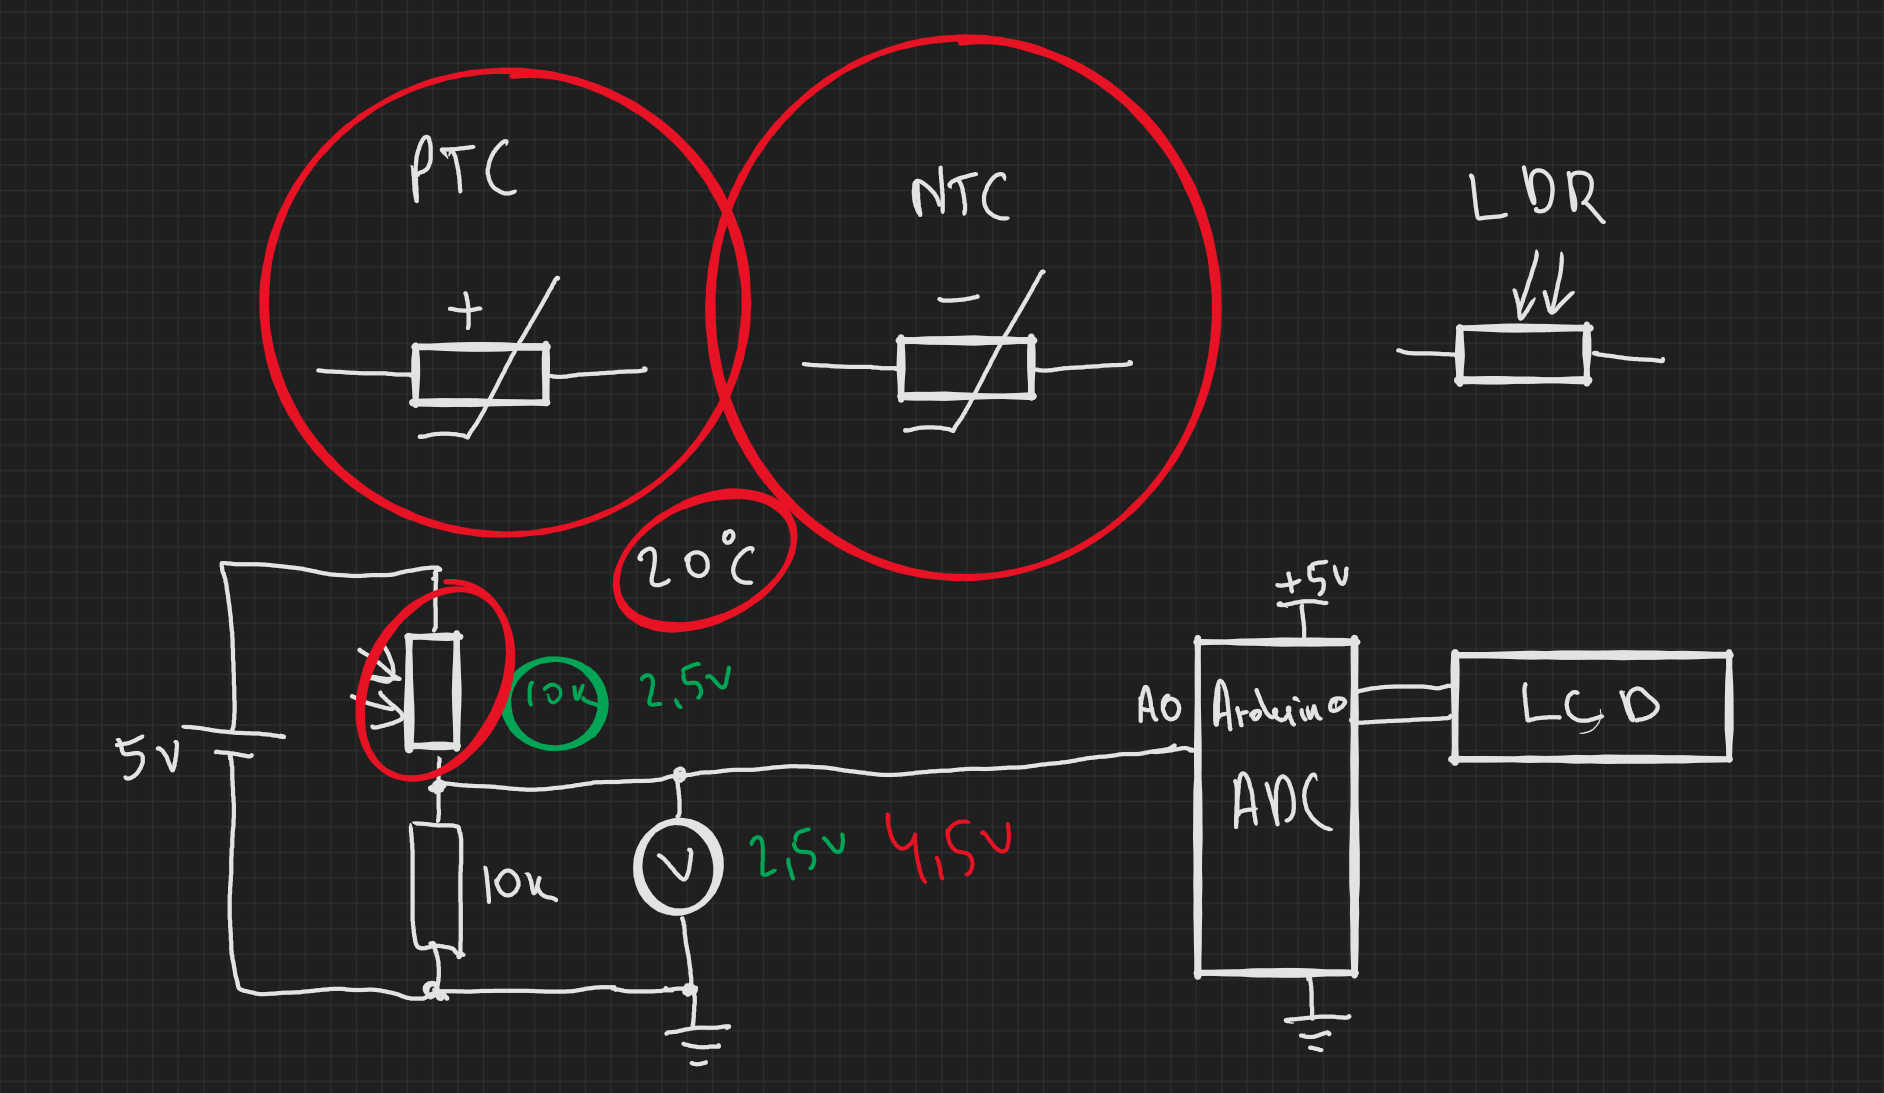 PTC
NTC
LDR
+
-
20°C
+5V
10k
2,5V
A0
Arduino
LCD
5V
ADC
2,5V
4,5V
V
10k